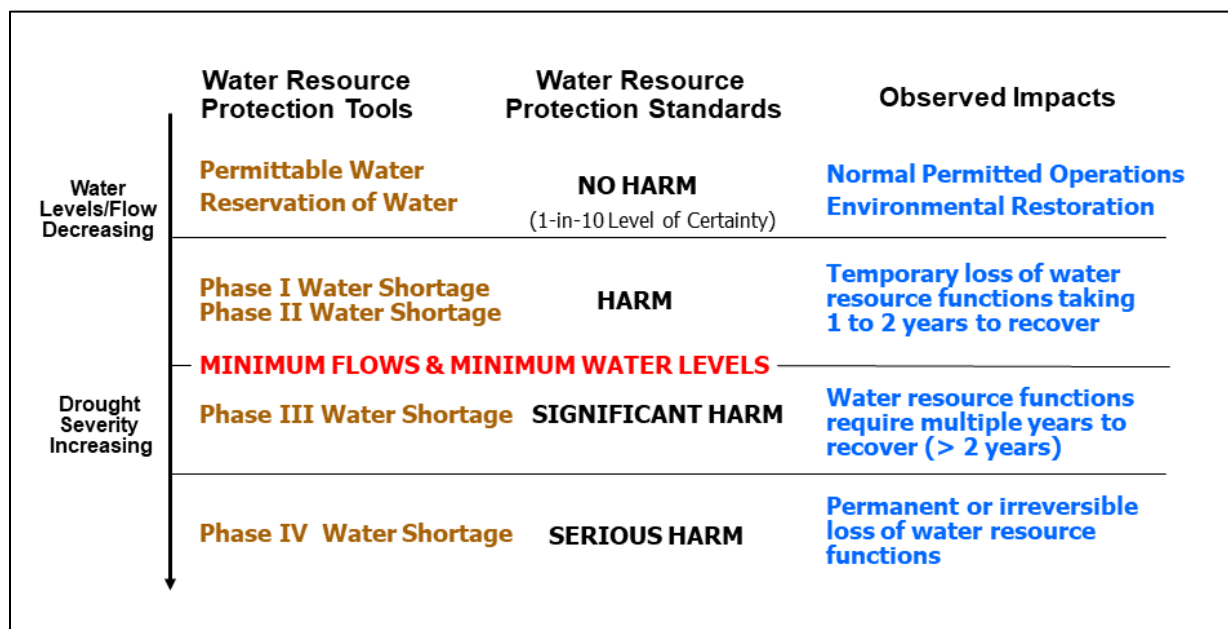 Water Resource
Protection Tools
Water Resource
Protection Standards
Observed Impacts
Water
Levels/Flow
Decreasing
Permittable Water
Reservation of Water
NO HARM
(1-in-10 Level of Certainty)
Normal Permitted Operations
Environmental Restoration
Phase I Water Shortage
Phase II Water Shortage
HARM
Temporary loss of water
resource functions taking
1 to 2 years to recover
MINIMUM FLOWS & MINIMUM WATER LEVELS
Drought
Severity
Increasing
Phase III Water Shortage
SIGNIFICANT HARM
Water resource functions
require multiple years to
recover (> 2 years)
Phase IV Water Shortage
SERIOUS HARM
Permanent or irreversible
loss of water resource
functions